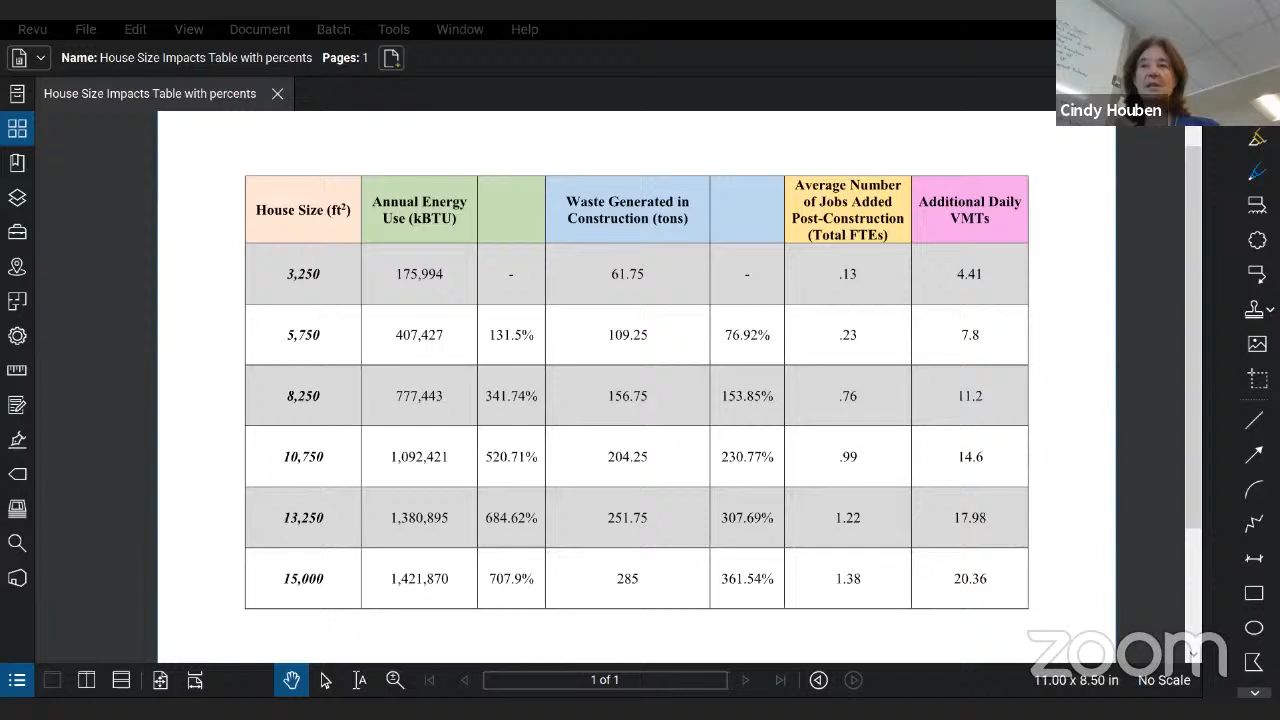 Revu File Edit View Document Batch Tools Window Help
Name: House Size Impacts Table with percents Pages: 1
House Size Impacts Table with percents
Cindy Houben
House Size (ft²)
Annual Energy
Use (kBTU)
Waste Generated in
Construction (tons)
Average Number
of Jobs Added
Post-Construction
(Total FTEs)
Additional Daily
VMTs
3,250 175,994 - 61.75 - .13 4.41
5,750 407,427 131.5% 109.25 76.92% .23 7.8
8,250 777,443 341.74% 156.75 153.85% .76 11.2
10,750 1,092,421 520.71% 204.25 230.77% .99 14.6
13,250 1,380,895 684.62% 251.75 307.69% 1.22 17.98
15,000 1,421,870 707.9% 285 361.54% 1.38 20.36
zoom
1 of 1
11.00 x 8.50 in No Scale